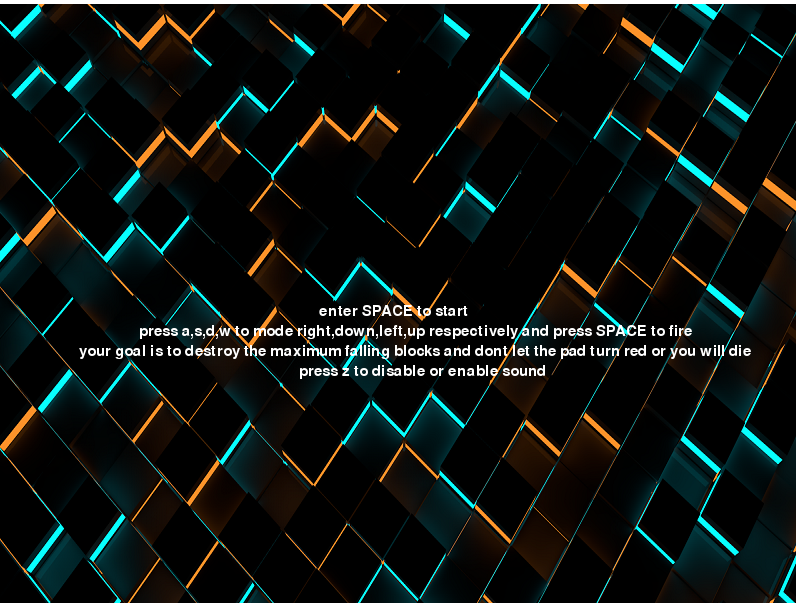 enter SPACE to start
press a,s,d,w to mode right,down,left,up respectively and press SPACE to fire
your goal is to destroy the maximum falling blocks and dont let the pad turn red or you will die
press z to disable or enable sound